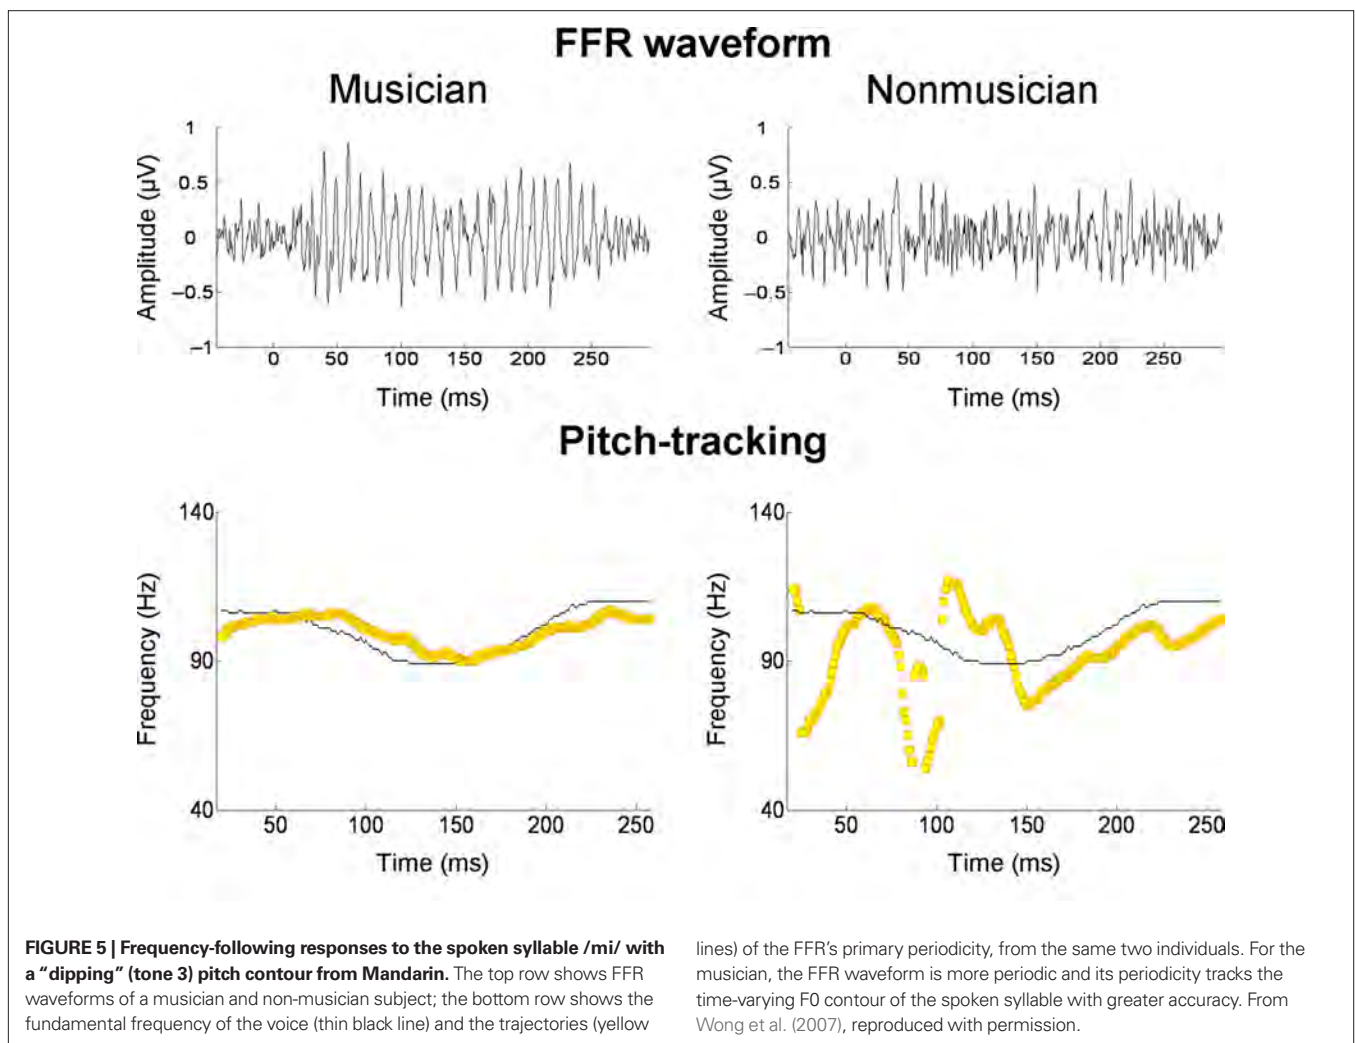 FFR waveform
Musician
Nonmusician
Amplitude (µV)
1
0.5
0
–0.5
–1
0 50 100 150 200 250
Time (ms)
Amplitude (µV)
1
0.5
0
–0.5
–1
0 50 100 150 200 250
Time (ms)
Pitch-tracking
Frequency (Hz)
140
90
40
50 100 150 200 250
Time (ms)
Frequency (Hz)
140
90
40
50 100 150 200 250
Time (ms)
FIGURE 5 | Frequency-following responses to the spoken syllable /mi/ with
a “dipping” (tone 3) pitch contour from Mandarin. The top row shows FFR
waveforms of a musician and non-musician subject; the bottom row shows the
fundamental frequency of the voice (thin black line) and the trajectories (yellow
lines) of the FFR’s primary periodicity, from the same two individuals. For the
musician, the FFR waveform is more periodic and its periodicity tracks the
time-varying F0 contour of the spoken syllable with greater accuracy. From
Wong et al. (2007), reproduced with permission.